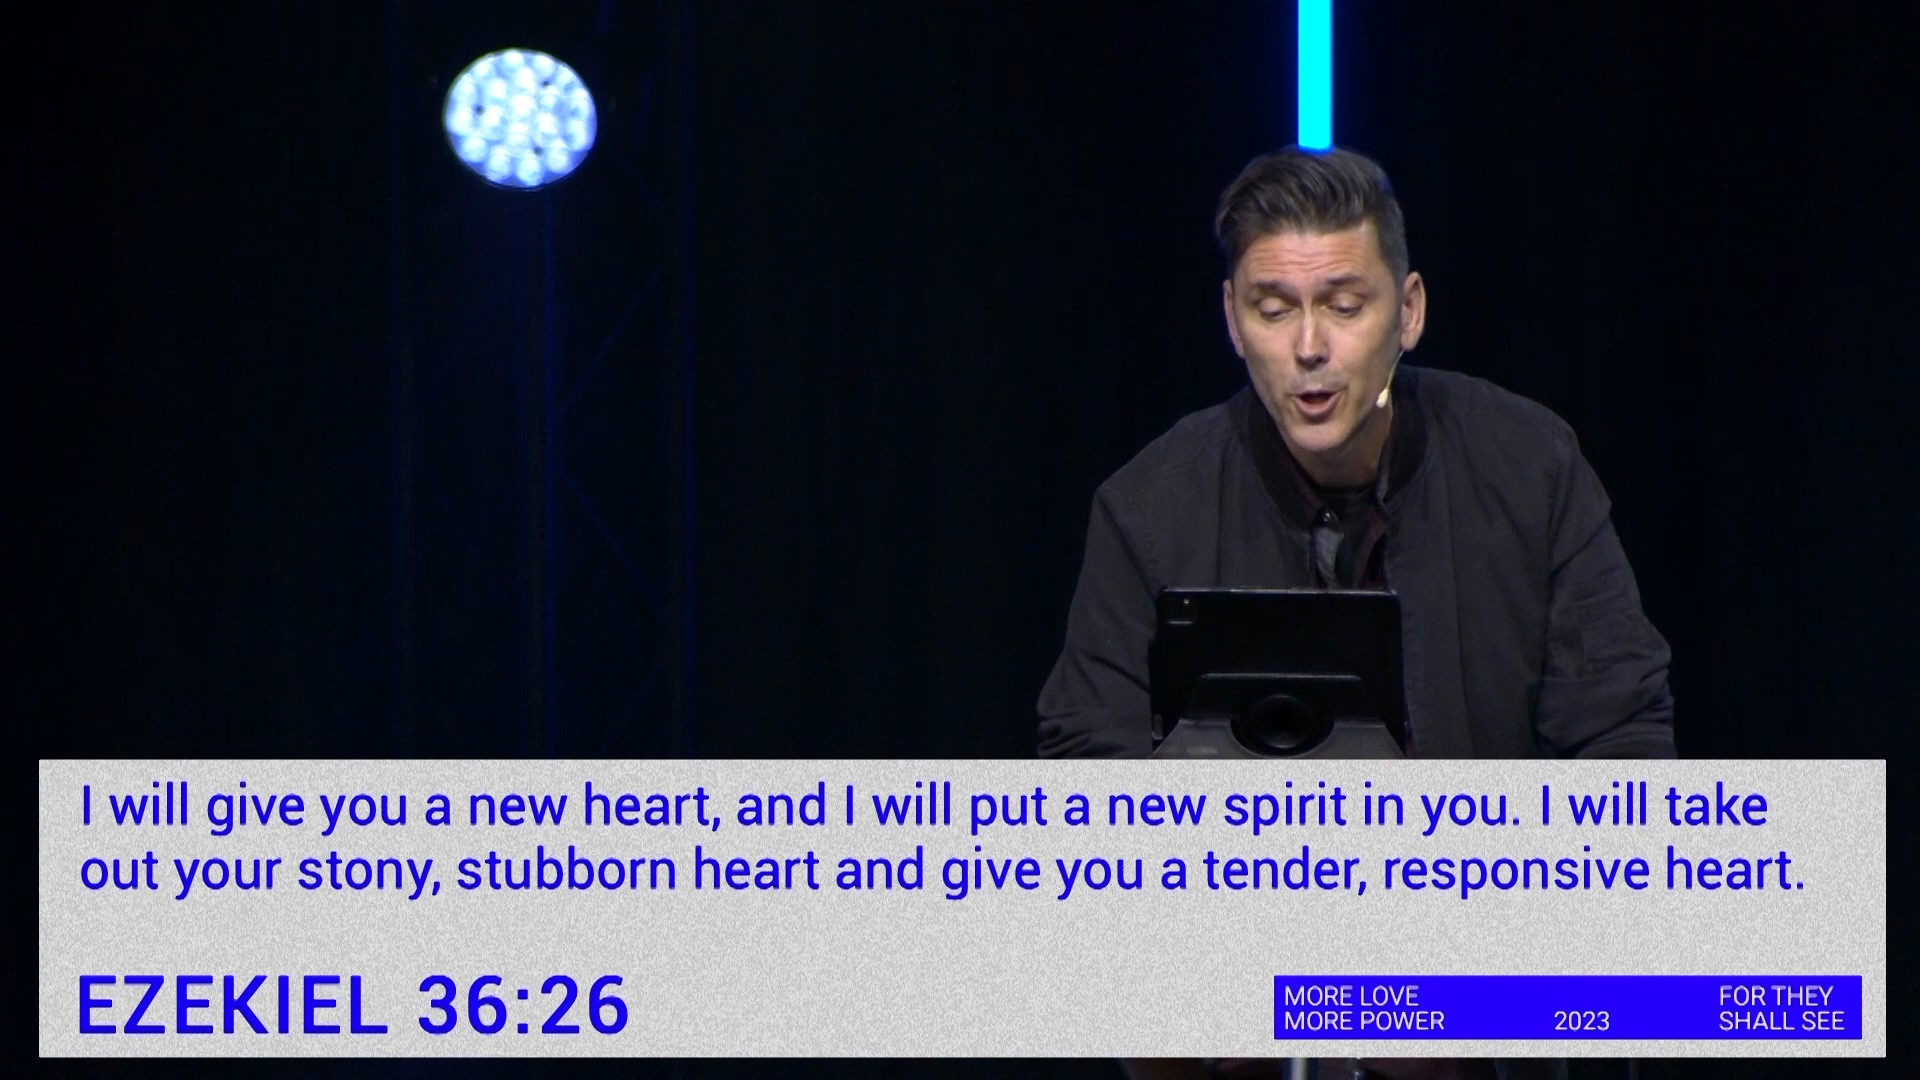 I will give you a new heart, and I will put a new spirit in you. I will take
out your stony, stubborn heart and give you a tender, responsive heart.
EZEKIEL 36:26
MORE LOVE
MORE POWER
2023
FOR THEY
SHALL SEE